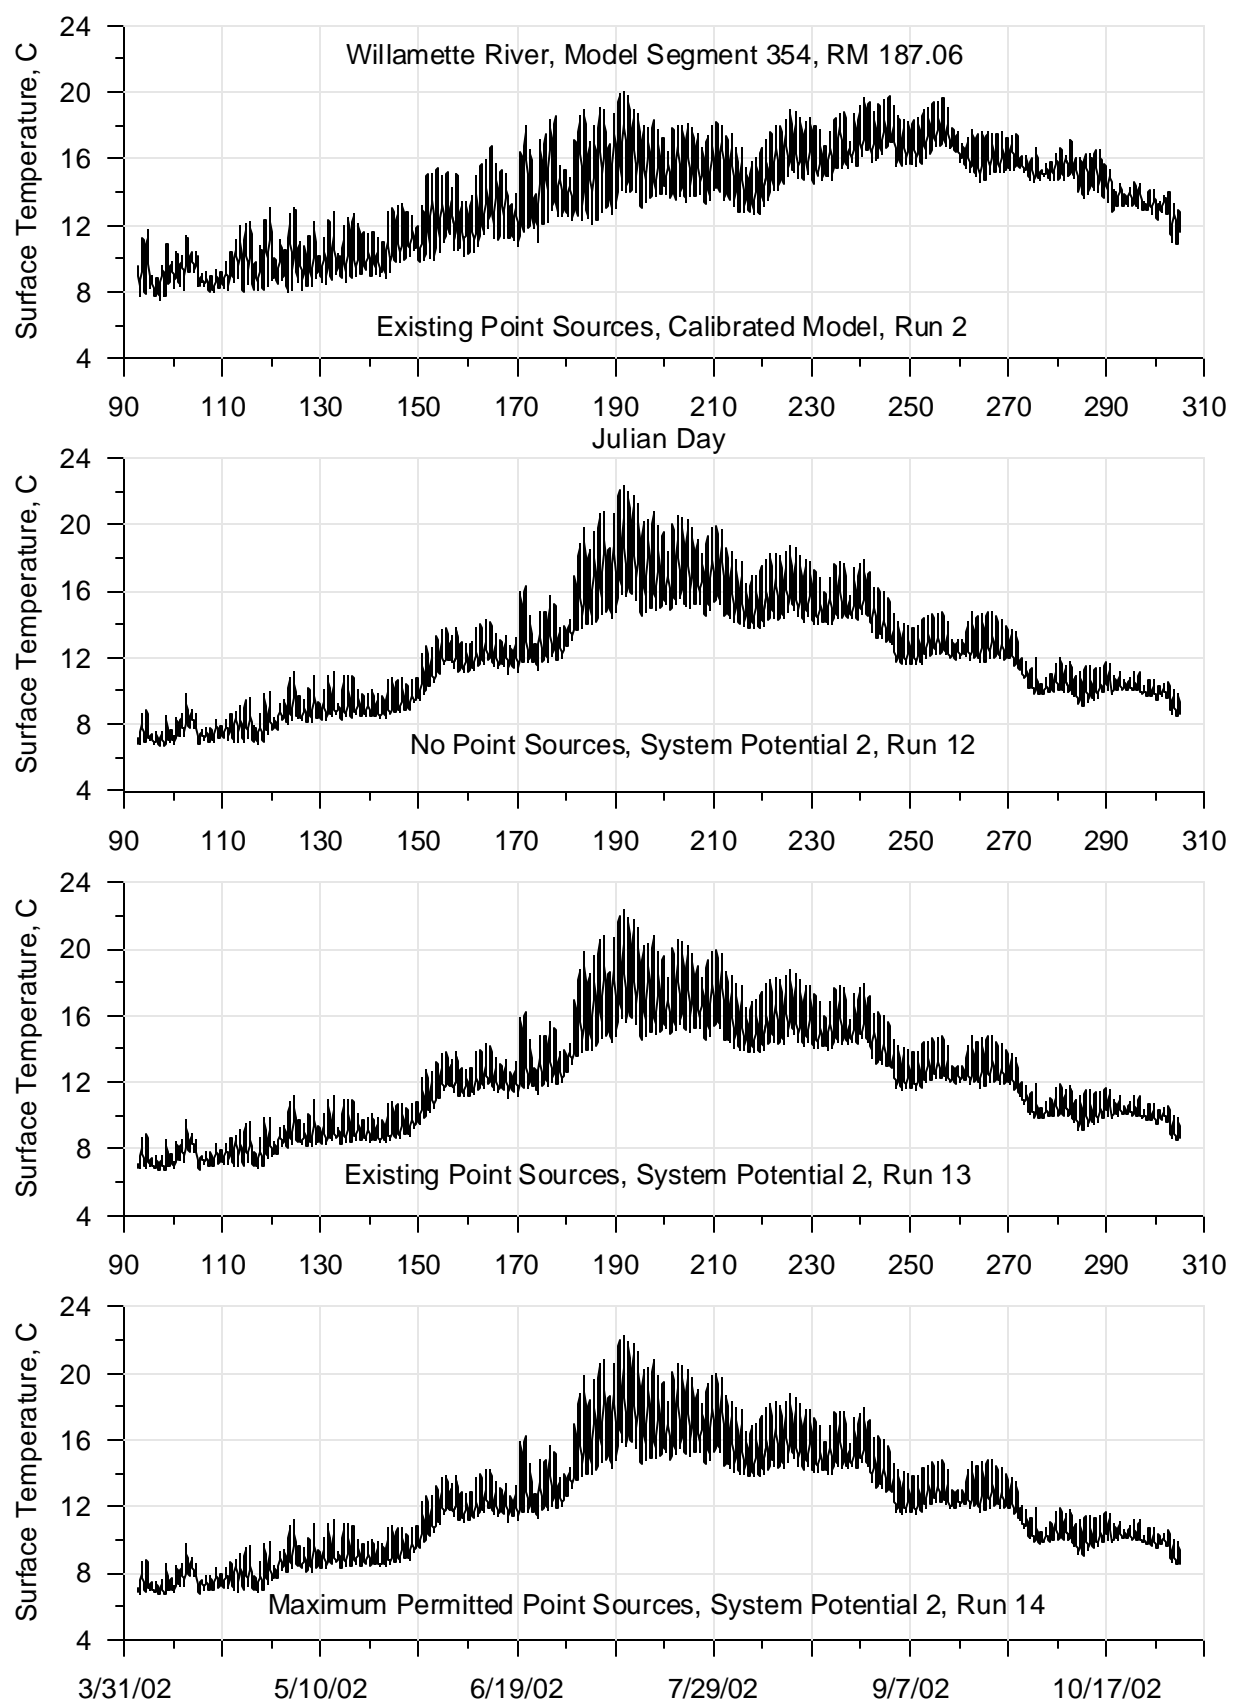 24
Willamette River, Model Segment 354, RM 187.06
20
16
12
8
4
Surface Temperature, C
Existing Point Sources, Calibrated Model, Run 2
90 110 130 150 170 190 210 230 250 270 290 310
Julian Day
24
20
16
12
8
4
Surface Temperature, C
No Point Sources, System Potential 2, Run 12
90 110 130 150 170 190 210 230 250 270 290 310
24
20
16
12
8
4
Surface Temperature, C
Existing Point Sources, System Potential 2, Run 13
90 110 130 150 170 190 210 230 250 270 290 310
24
20
16
12
8
4
Surface Temperature, C
Maximum Permitted Point Sources, System Potential 2, Run 14
3/31/02 5/10/02 6/19/02 7/29/02 9/7/02 10/17/02